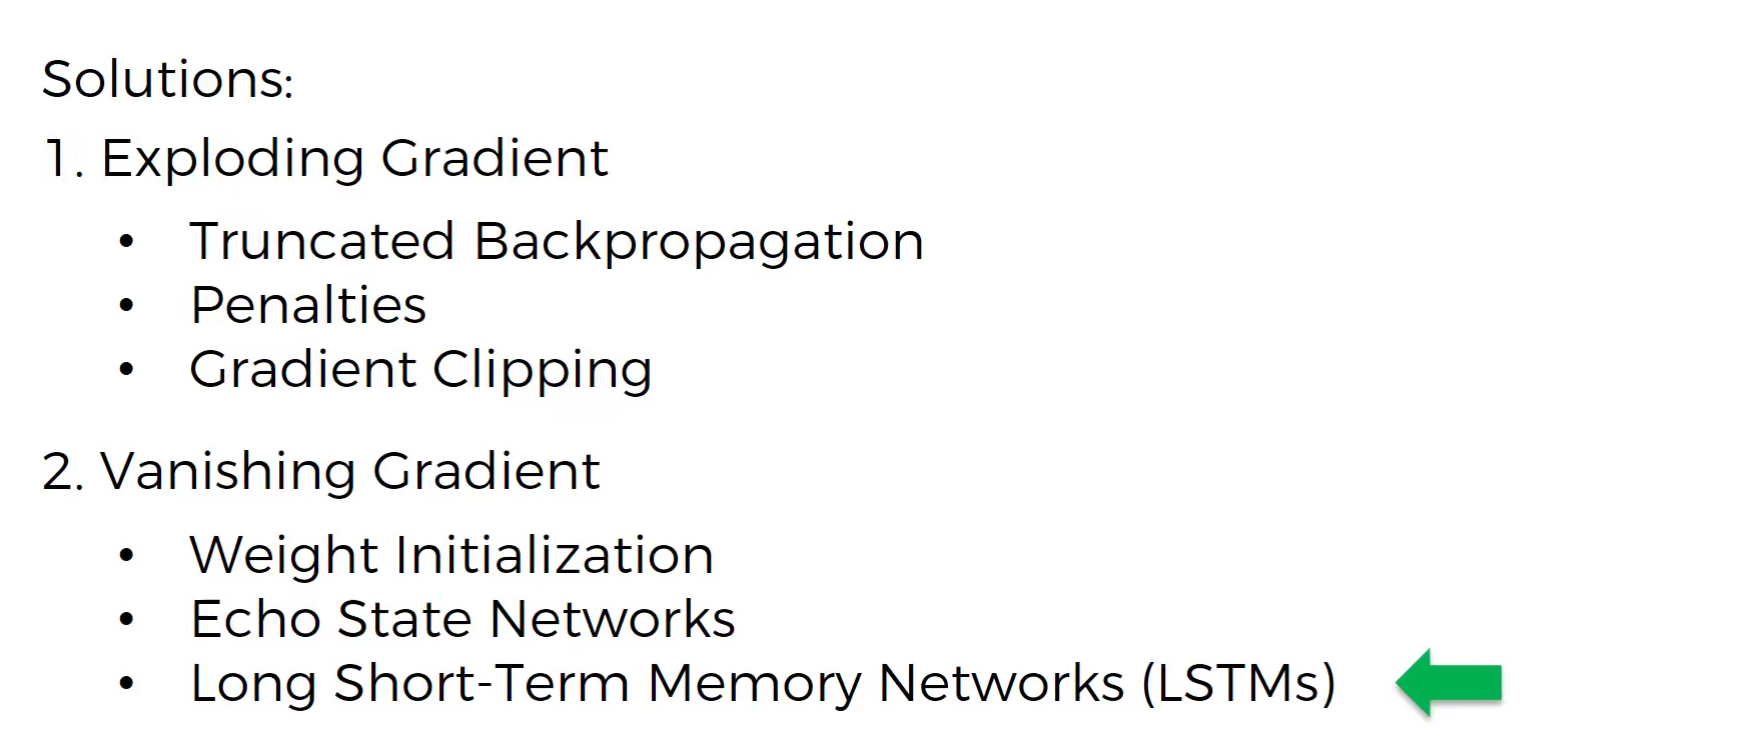 Solutions:
1. Exploding Gradient
• Truncated Backpropagation
• Penalties
• Gradient Clipping
2. Vanishing Gradient
• Weight Initialization
• Echo State Networks
• Long Short-Term Memory Networks (LSTMs)